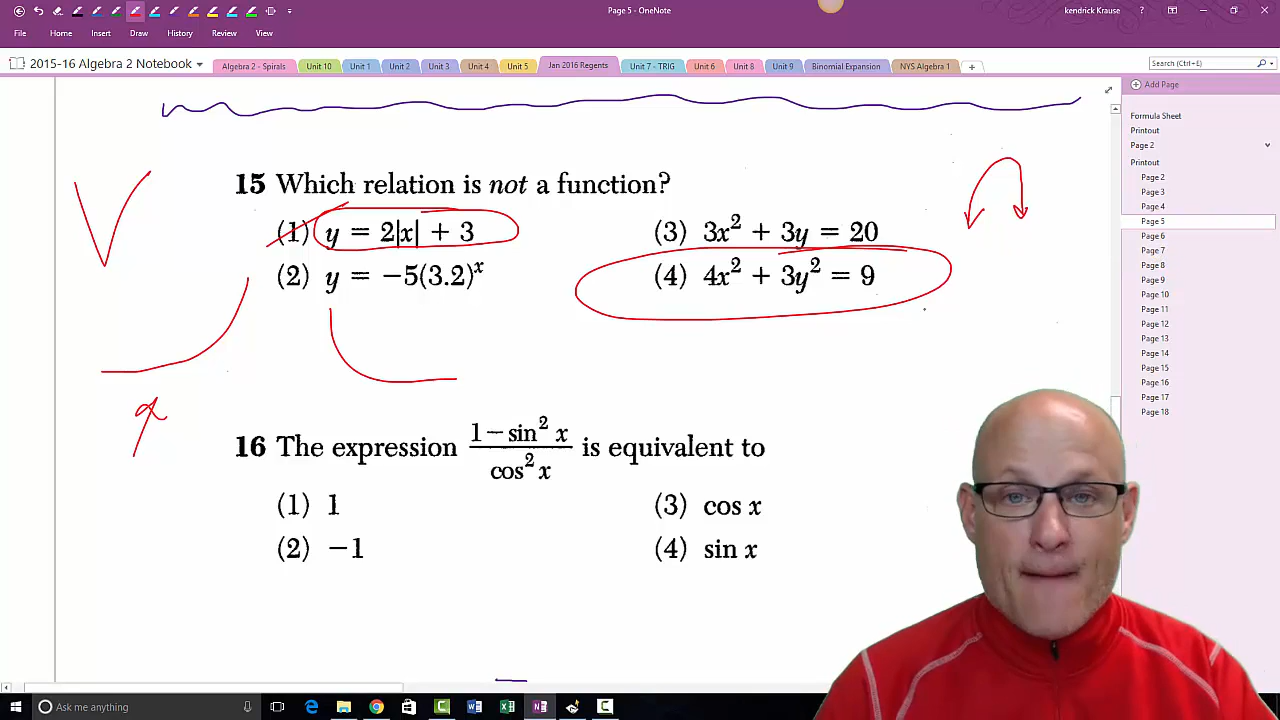 Page 5 - OneNote
kendrick Krause
File Home Insert Draw History Review View
2015-16 Algebra 2 Notebook
Algebra 2 - Spirals Unit 10 Unit 1 Unit 2 Unit 3 Unit 4 Unit 5 Jan 2016 Regents Unit 7 - TRIG Unit 6 Unit 8 Unit 9 Binomial Expansion NYS Algebra 1
Search (Ctrl+E)
Add Page
Formula Sheet
Printout
Page 2
Printout
Page 2
Page 3
Page 4
Page 5
Page 6
Page 7
Page 8
Page 9
Page 10
Page 11
Page 12
Page 13
Page 14
Page 15
Page 16
Page 17
Page 18
15 Which relation is not a function?
(1) y = 2|x| + 3
(2) y = −5(3.2)^x
(3) 3x² + 3y = 20
(4) 4x² + 3y² = 9
16 The expression (1 − sin² x)/(cos² x) is equivalent to
(1) 1
(2) −1
(3) cos x
(4) sin x
Ask me anything